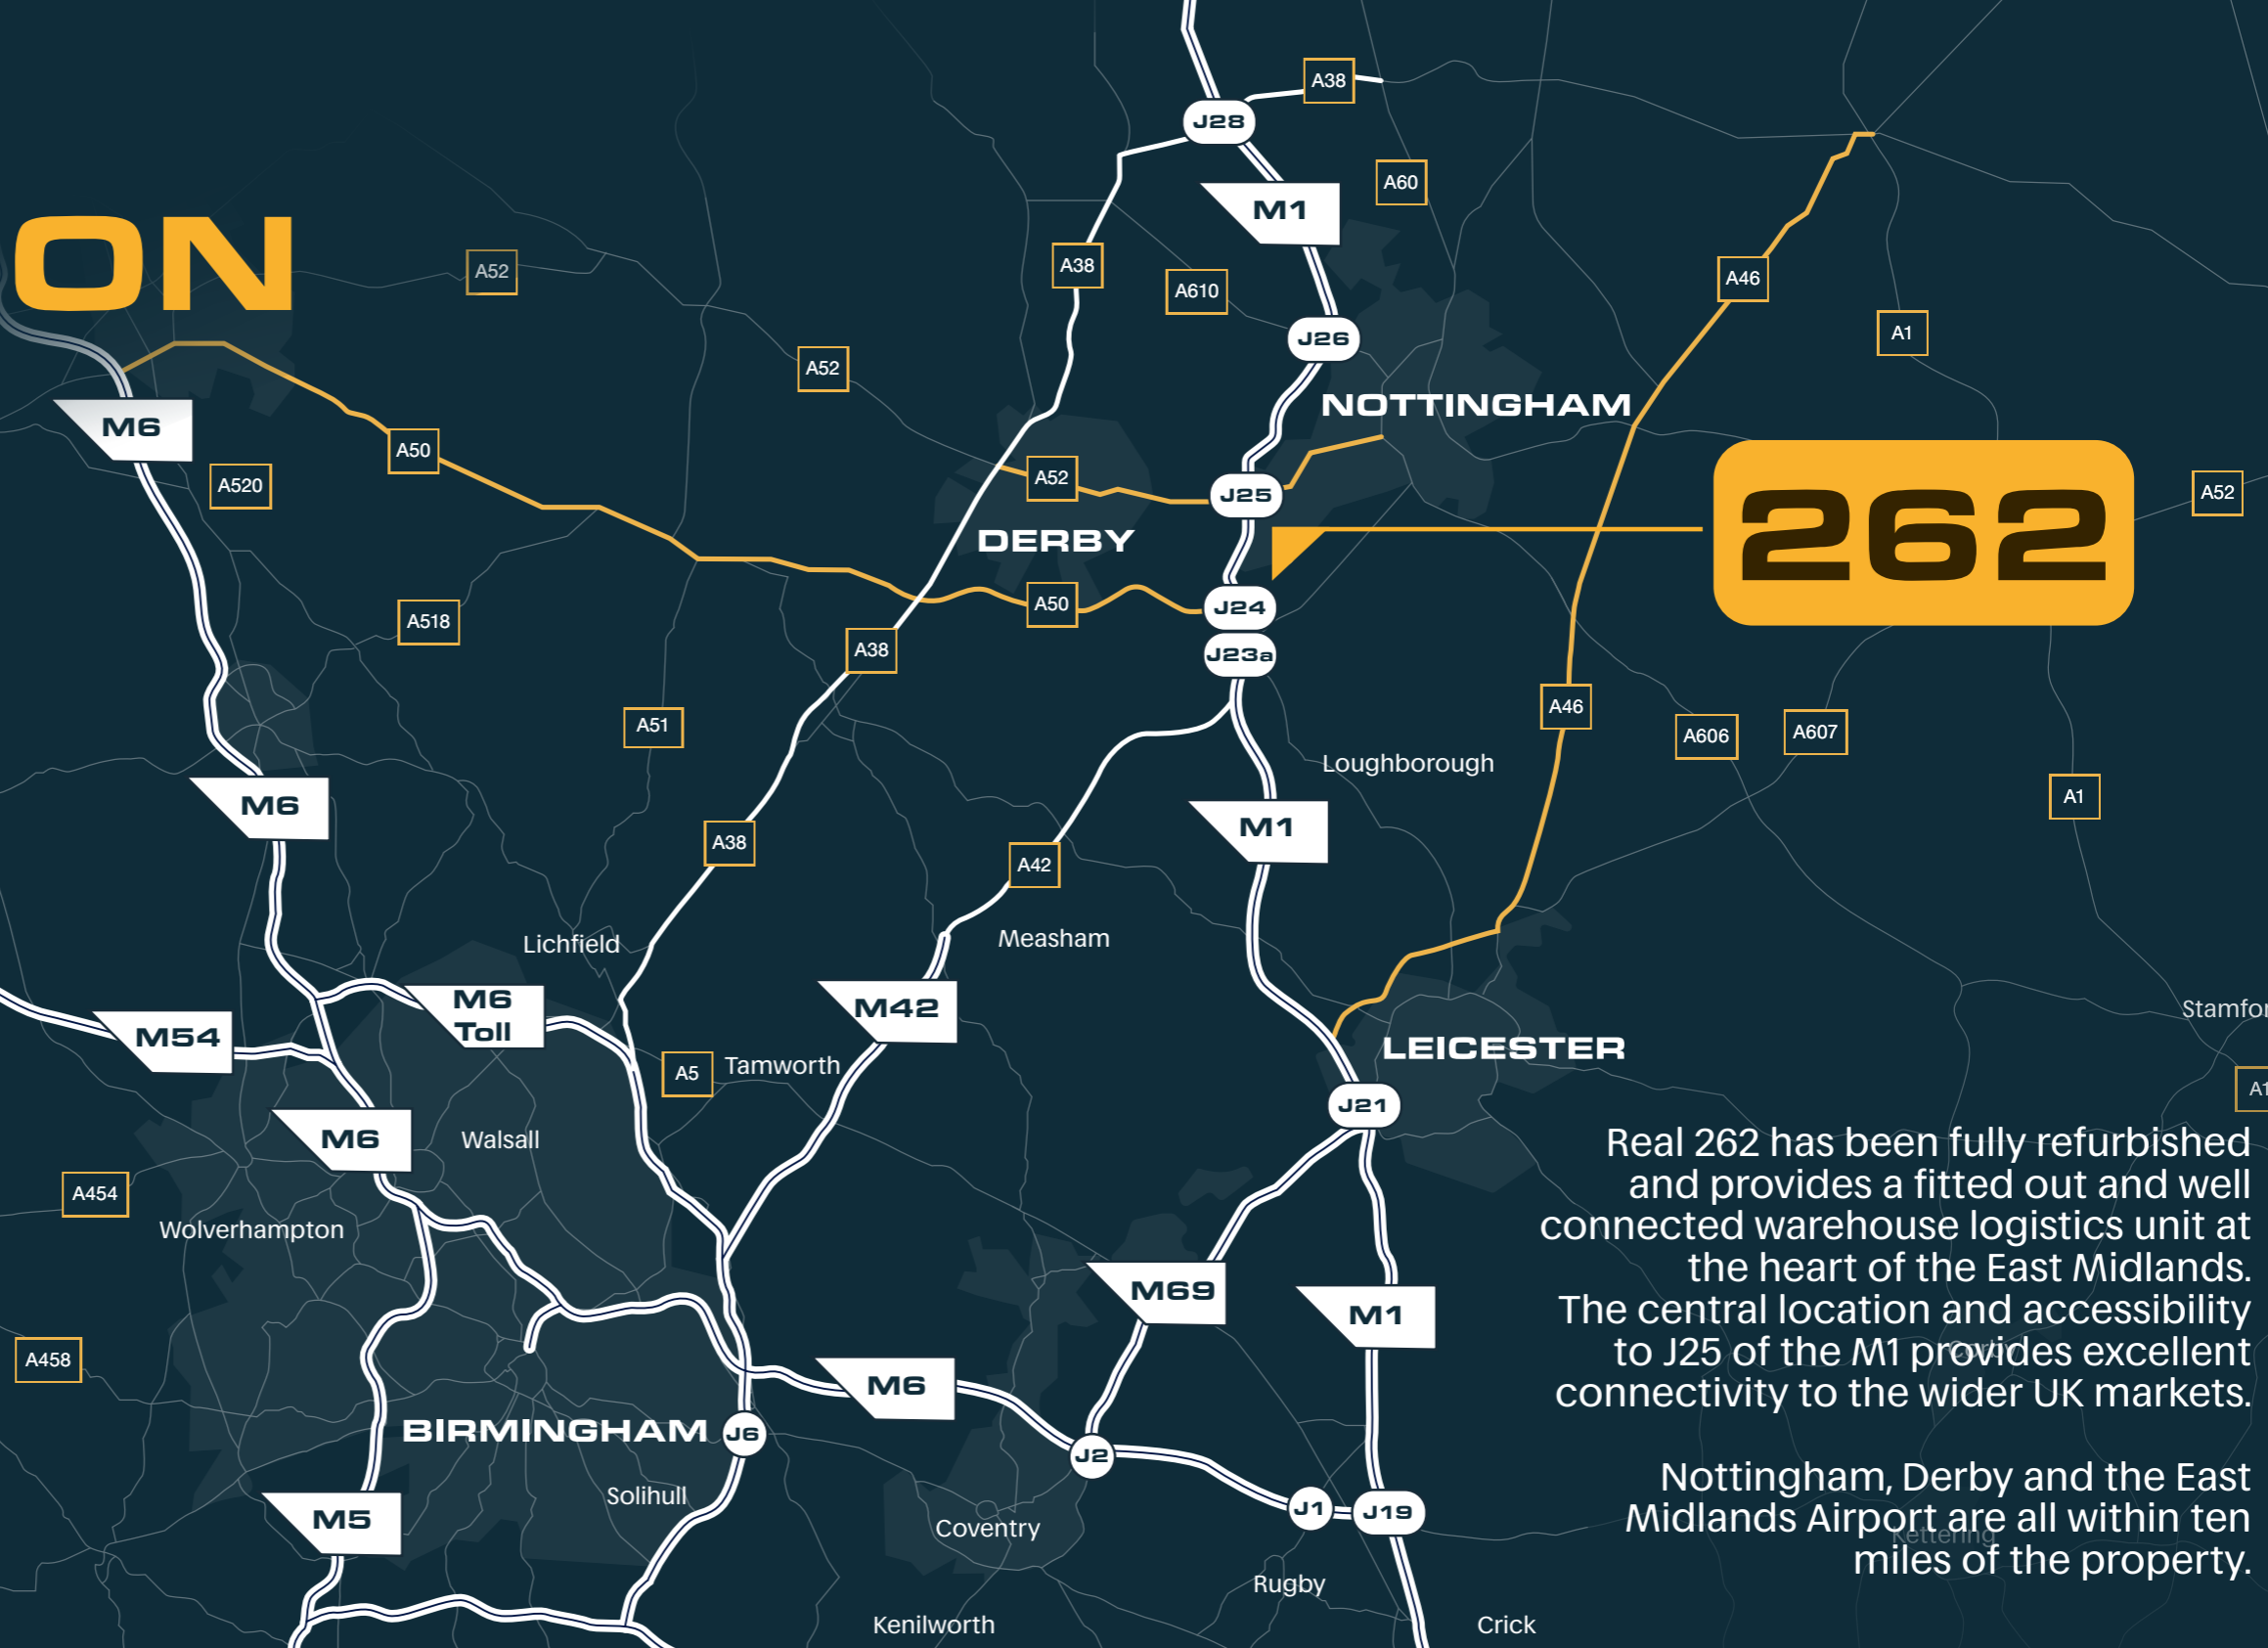 A38
J28
A60
M1
ON
A52
A38
A610
A46
A1
J26
A52
NOTTINGHAM
M6
A50
A520
A52
J25
262
A52
DERBY
A50
J24
A518
A38
J23a
A51
A46
A606
A607
Loughborough
A1
M6
M1
A38
A42
Lichfield
Measham
M6
Toll
M42
M54
Stamfor
LEICESTER
A5
Tamworth
A1
J21
M6
Walsall
Real 262 has been fully refurbished
and provides a fitted out and well
connected warehouse logistics unit at
the heart of the East Midlands.
The central location and accessibility
to J25 of the M1 provides excellent
connectivity to the wider UK markets.
A454
Wolverhampton
M69
M1
Corby
A458
M6
BIRMINGHAM
J6
J2
Nottingham, Derby and the East
Midlands Airport are all within ten
miles of the property.
Solihull
M5
J1
J19
Coventry
Kettering
Rugby
Kenilworth
Crick